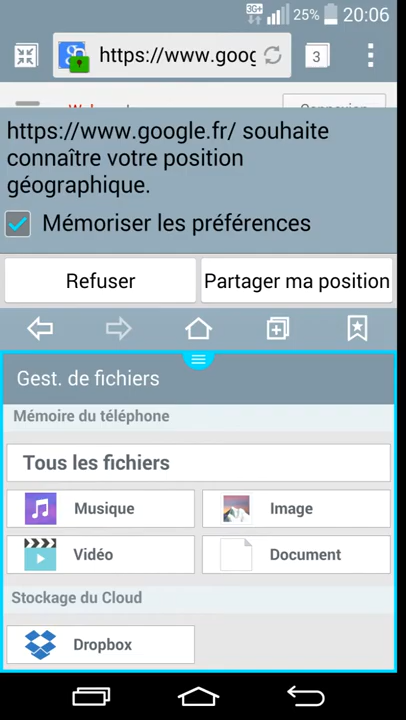 3G+ 25% 20:06
https://www.goog 3
https://www.google.fr/ souhaite
connaître votre position
géographique.
Mémoriser les préférences
Refuser Partager ma position
Gest. de fichiers
Mémoire du téléphone
Tous les fichiers
Musique Image
Vidéo Document
Stockage du Cloud
Dropbox